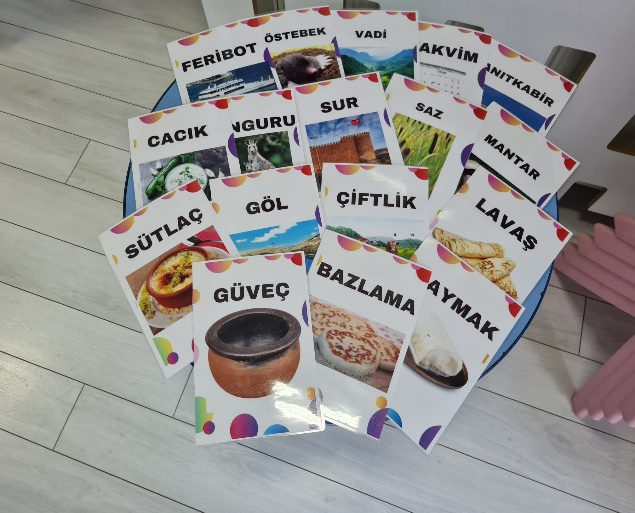 FERİBOT
ÖSTEBEK
VADİ
AKVİM
ANITKABİR
CACIK
NGURU
SUR
SAZ
MANTAR
SÜTLAÇ
GÖL
ÇİFTLİK
LAVAŞ
GÜVEÇ
BAZLAMA
AYMAK